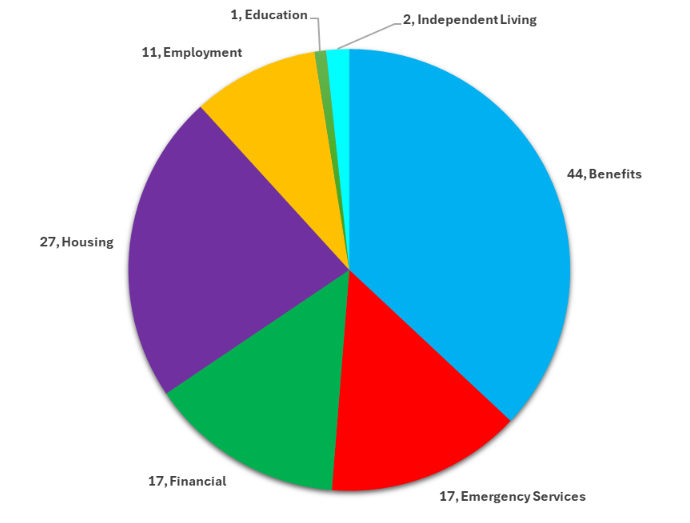 1, Education
2, Independent Living
11, Employment
44, Benefits
27, Housing
17, Financial
17, Emergency Services